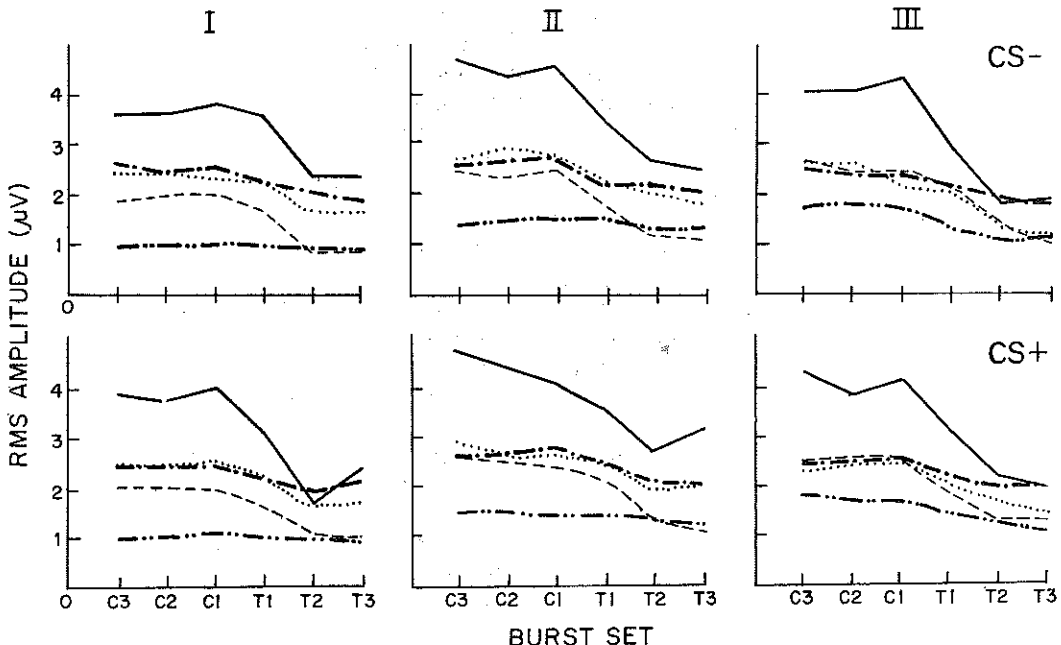 I II III
CS-
4
3
2
1
0
CS+
4
3
2
1
0
C3 C2 C1 T1 T2 T3
C3 C2 C1 T1 T2 T3
C3 C2 C1 T1 T2 T3
RMS AMPLITUDE (μV)
BURST SET